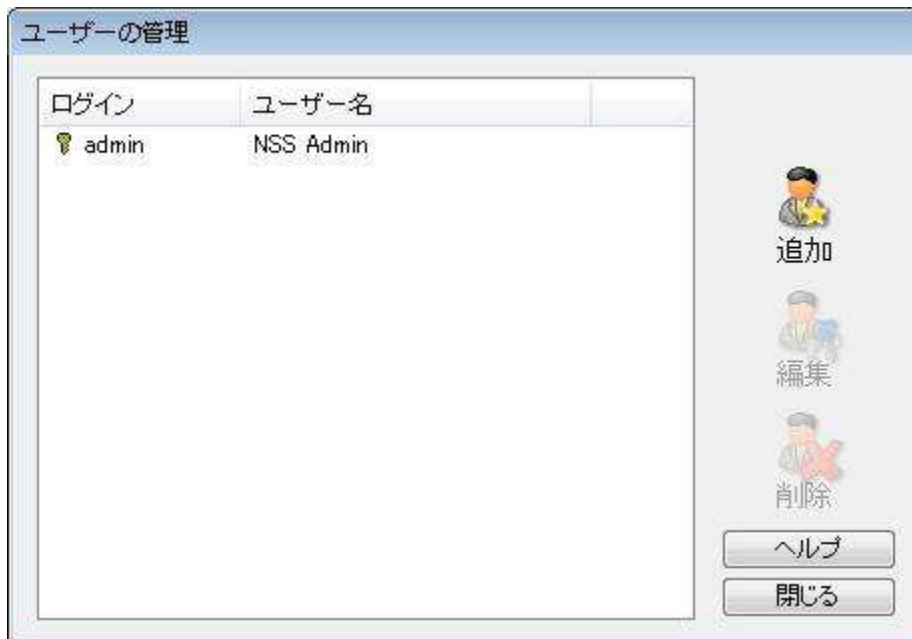 ユーザーの管理
ログイン ユーザー名
admin NSS Admin
追加
編集
削除
ヘルプ
閉じる